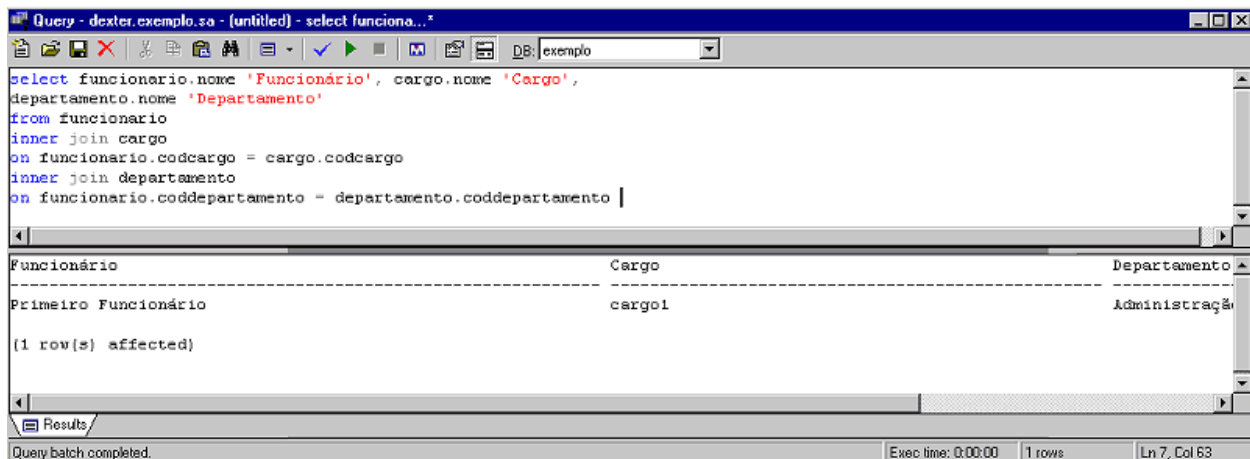 Query - dexter.exemplo.sa - (untitled) - select funciona...*
DB: exemplo
select funcionario.nome 'Funcionário', cargo.nome 'Cargo',
departamento.nome 'Departamento'
from funcionario
inner join cargo
on funcionario.codcargo = cargo.codcargo
inner join departamento
on funcionario.coddepartamento = departamento.coddepartamento
Funcionário Cargo Departamento
Primeiro Funcionário cargo1 Administraçã
(1 row(s) affected)
Results
Query batch completed. Exec time: 0:00:00 1 rows Ln 7, Col 63